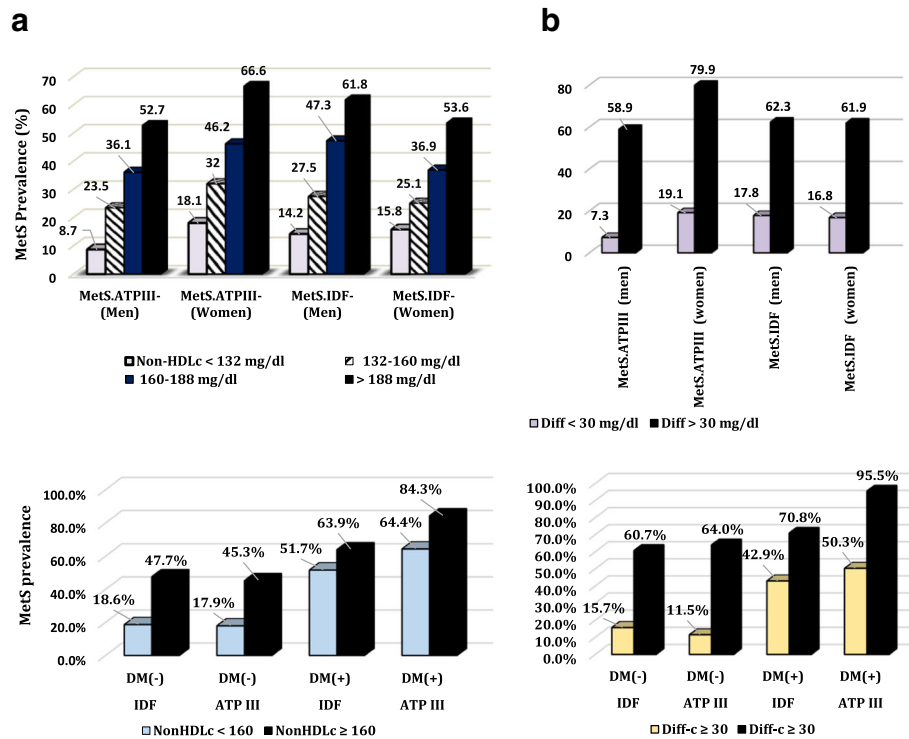 a
MetS Prevalence (%)
70
60
50
40
30
20
10
0
8.7
23.5
36.1
52.7
18.1
32
46.2
66.6
14.2
27.5
47.3
61.8
15.8
25.1
36.9
53.6
MetS.ATPIII-
(Men)
MetS.ATPIII-
(Women)
MetS.IDF-
(Men)
MetS.IDF-
(Women)
Non-HDLc < 132 mg/dl
132-160 mg/dl
160-188 mg/dl
> 188 mg/dl
b
80
60
40
20
0
7.3
58.9
19.1
79.9
17.8
62.3
16.8
61.9
MetS.ATPIII (men)
MetS.ATPIII (women)
MetS.IDF (men)
MetS.IDF (women)
Diff < 30 mg/dl
Diff > 30 mg/dl
MetS prevalence
100.0%
80.0%
60.0%
40.0%
20.0%
0.0%
18.6%
47.7%
17.9%
45.3%
51.7%
63.9%
64.4%
84.3%
DM(-)
IDF
DM(-)
ATP III
DM(+)
IDF
DM(+)
ATP III
NonHDLc < 160
NonHDLc ≥ 160
100.0%
90.0%
80.0%
70.0%
60.0%
50.0%
40.0%
30.0%
20.0%
10.0%
0.0%
15.7%
60.7%
11.5%
64.0%
42.9%
70.8%
50.3%
95.5%
DM(-)
IDF
DM(-)
ATP III
DM(+)
IDF
DM(+)
ATP III
Diff-c ≥ 30
Diff-c ≥ 30